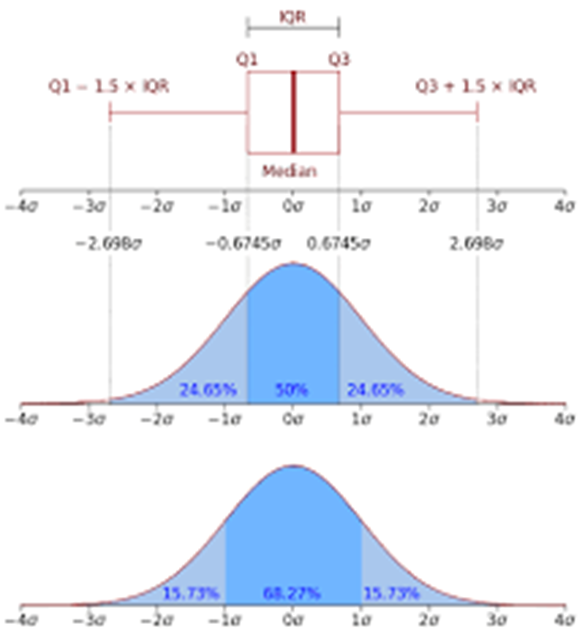 IQR
Q1 Q3
Q1 − 1.5 × IQR Q3 + 1.5 × IQR
Median
−4σ −3σ −2σ −1σ 0σ 1σ 2σ 3σ 4σ
−2.698σ −0.6745σ 0.6745σ 2.698σ
24.65% 50% 24.65%
−4σ −3σ −2σ −1σ 0σ 1σ 2σ 3σ 4σ
15.73% 68.27% 15.73%
−4σ −3σ −2σ −1σ 0σ 1σ 2σ 3σ 4σ